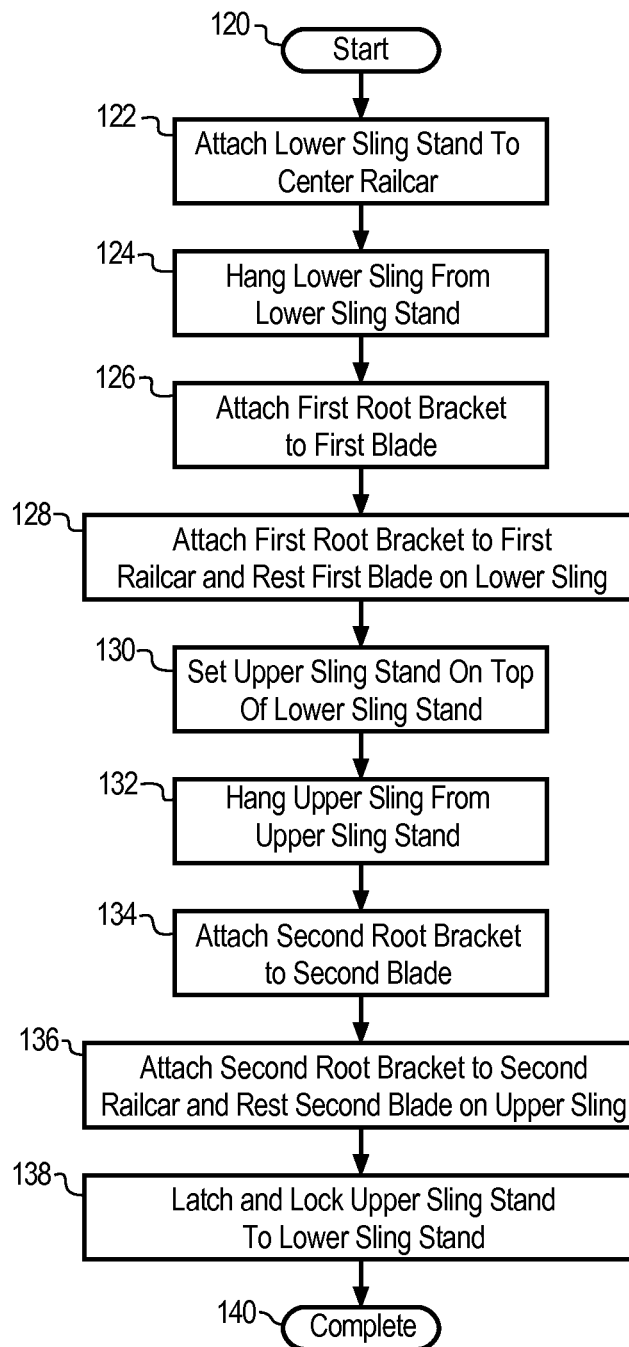 120
Start
122
Attach Lower Sling Stand To
Center Railcar
124
Hang Lower Sling From
Lower Sling Stand
126
Attach First Root Bracket
to First Blade
128
Attach First Root Bracket to First
Railcar and Rest First Blade on Lower Sling
130
Set Upper Sling Stand On Top
Of Lower Sling Stand
132
Hang Upper Sling From
Upper Sling Stand
134
Attach Second Root Bracket
to Second Blade
136
Attach Second Root Bracket to Second
Railcar and Rest Second Blade on Upper Sling
138
Latch and Lock Upper Sling Stand
To Lower Sling Stand
140
Complete